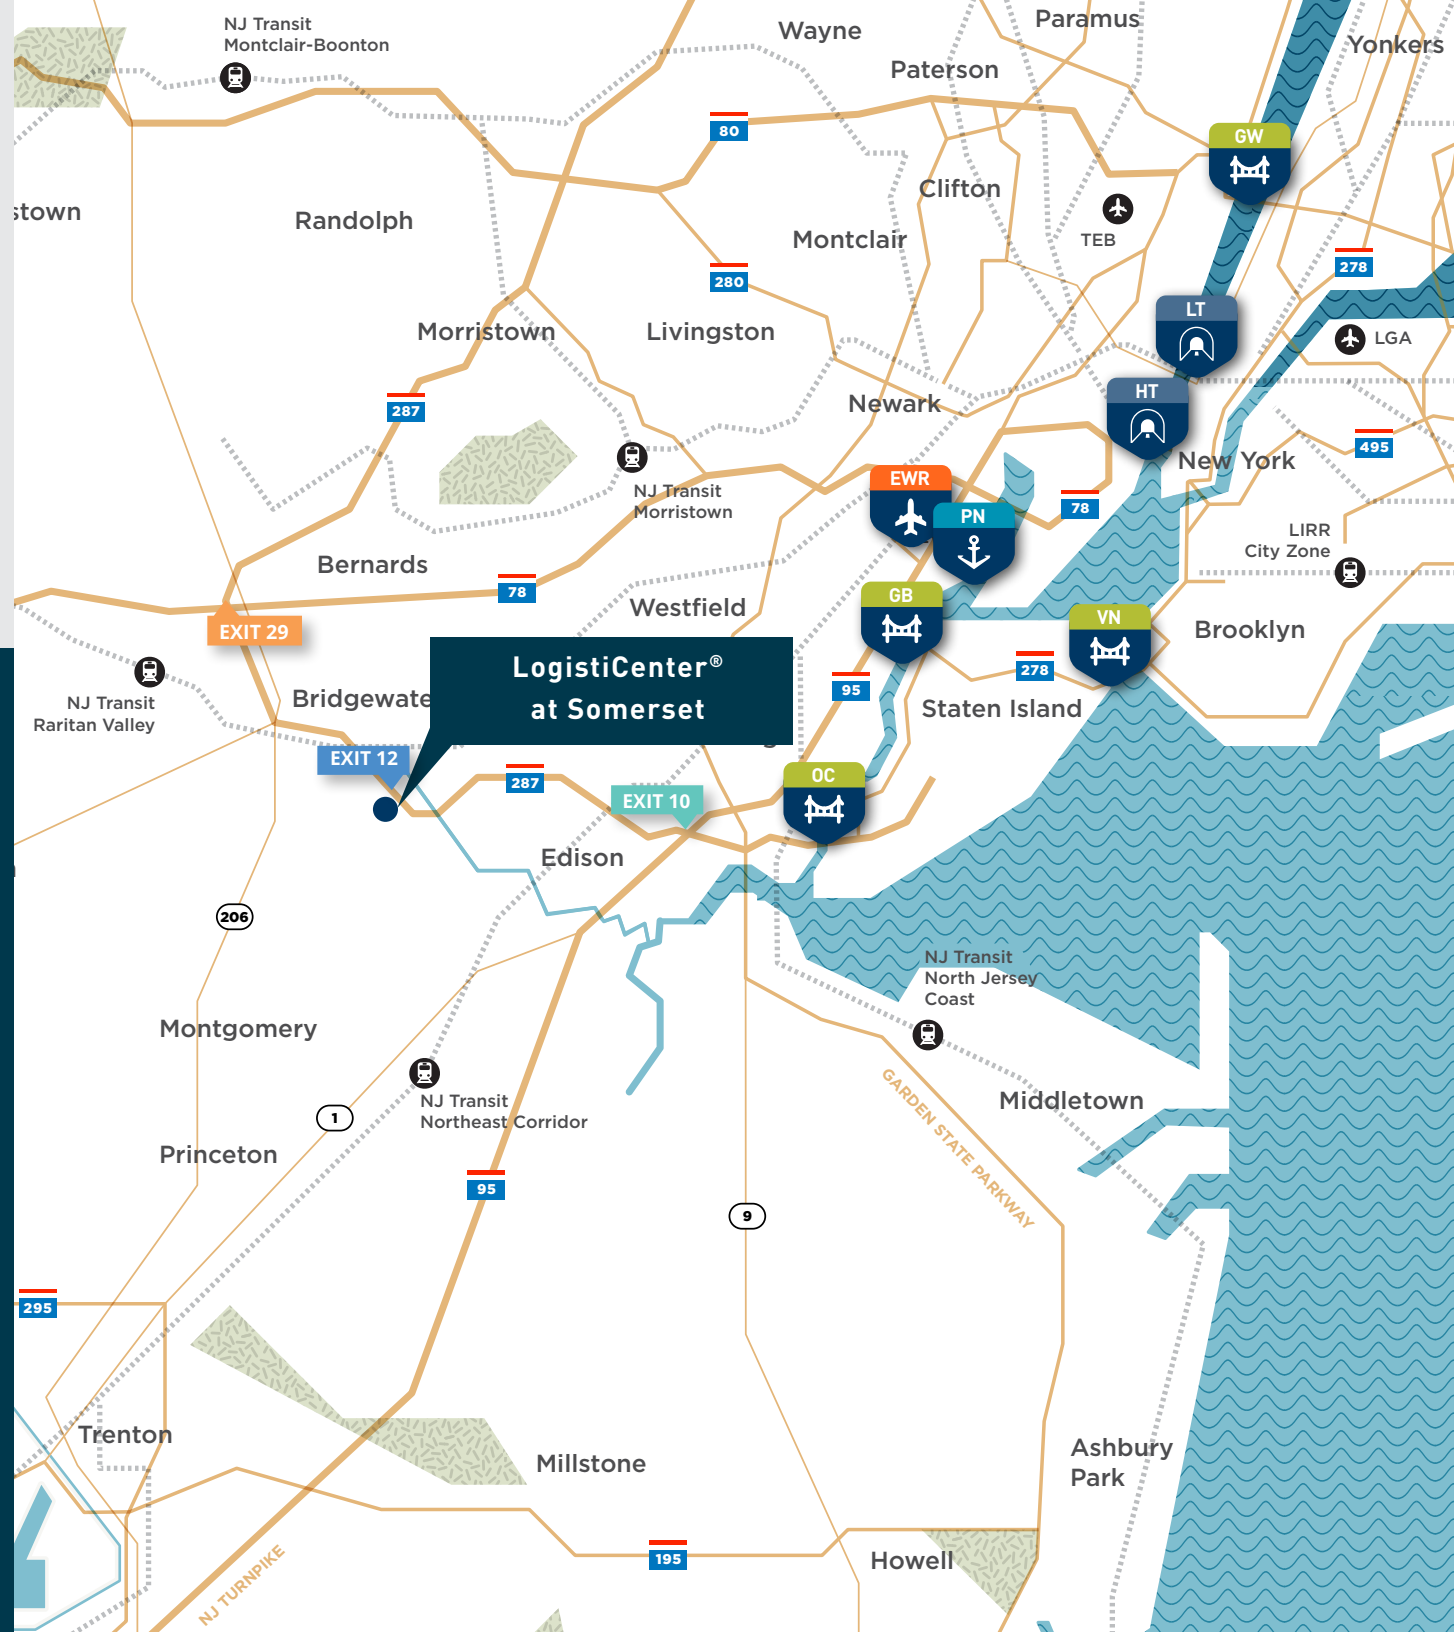 NJ Transit
Montclair-Boonton
Wayne
Paramus
Yonkers
Paterson
80
GW
stown
Randolph
Clifton
Montclair
TEB
278
280
LT
Morristown
Livingston
LGA
287
Newark
HT
495
New York
NJ Transit
Morristown
EWR
PN
78
LIRR
City Zone
Bernards
78
Westfield
GB
VN
EXIT 29
Brooklyn
LogistiCenter®
at Somerset
278
95
NJ Transit
Raritan Valley
Bridgewate
Staten Island
EXIT 12
287
OC
EXIT 10
Edison
206
NJ Transit
North Jersey
Coast
Montgomery
NJ Transit
Northeast Corridor
1
Middletown
GARDEN STATE PARKWAY
Princeton
95
9
295
Trenton
Millstone
Ashbury
Park
195
Howell
NJ TURNPIKE